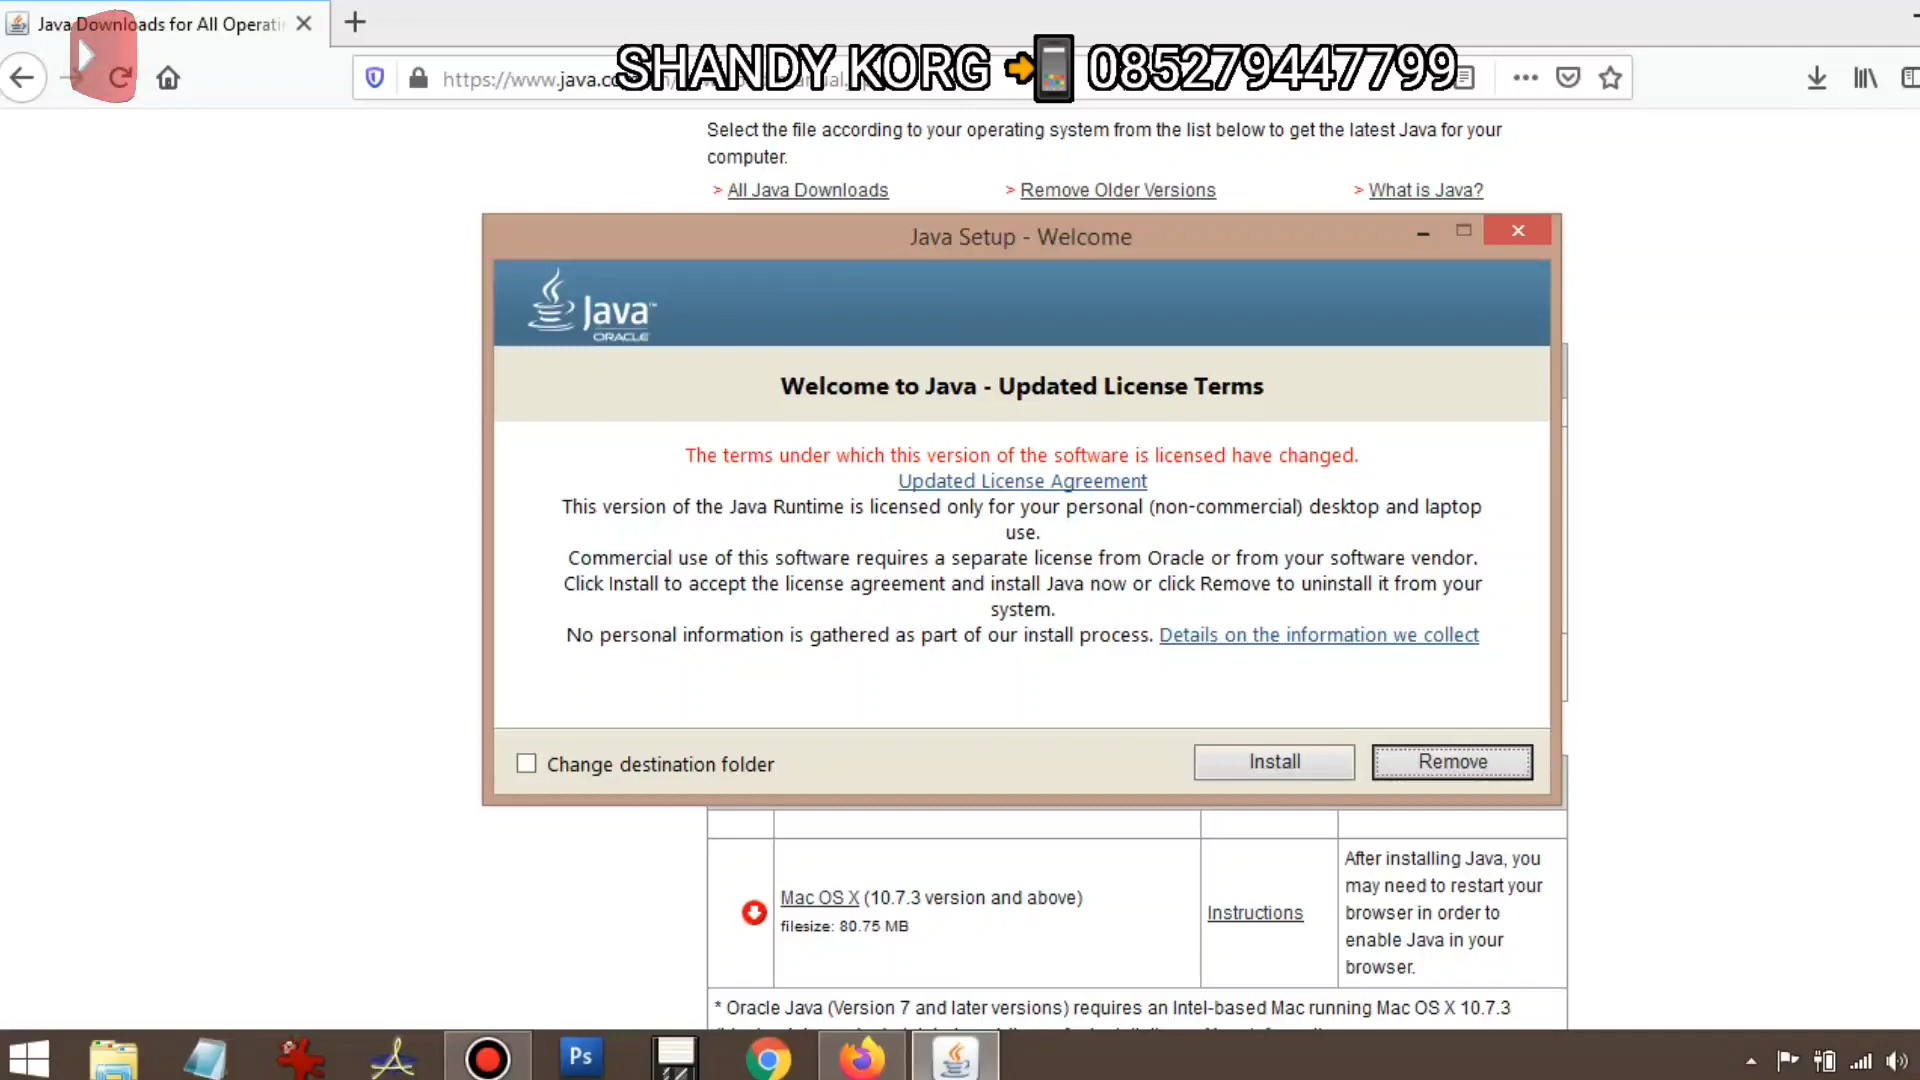 Java Downloads for All Operati
SHANDY KORG 085279447799
https://www.java.co
Select the file according to your operating system from the list below to get the latest Java for your
computer.
> All Java Downloads > Remove Older Versions > What is Java?
Java Setup - Welcome
Java™
ORACLE
Welcome to Java - Updated License Terms
The terms under which this version of the software is licensed have changed.
Updated License Agreement
This version of the Java Runtime is licensed only for your personal (non-commercial) desktop and laptop
use.
Commercial use of this software requires a separate license from Oracle or from your software vendor.
Click Install to accept the license agreement and install Java now or click Remove to uninstall it from your
system.
No personal information is gathered as part of our install process. Details on the information we collect
Change destination folder
Install
Remove
Mac OS X (10.7.3 version and above)
filesize: 80.75 MB
Instructions
After installing Java, you
may need to restart your
browser in order to
enable Java in your
browser.
* Oracle Java (Version 7 and later versions) requires an Intel-based Mac running Mac OS X 10.7.3
Ps